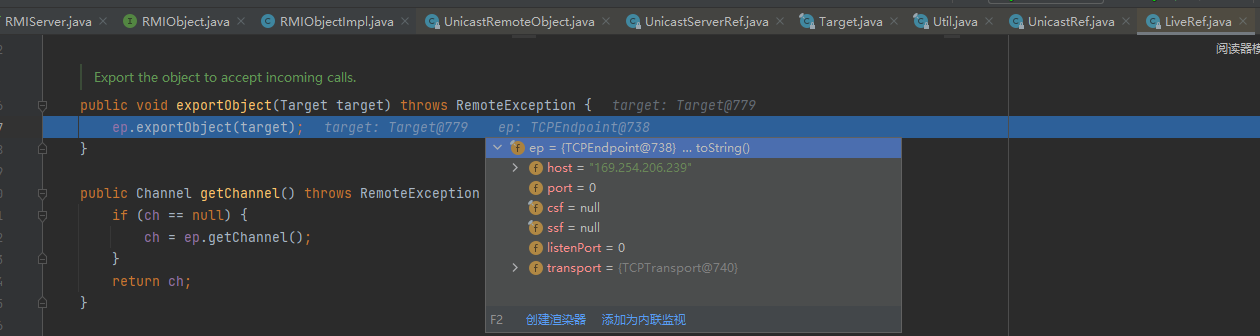 RMIServer.java RMIObject.java RMIObjectImpl.java UnicastRemoteObject.java UnicastServerRef.java Target.java Util.java UnicastRef.java LiveRef.java
阅读器模
Export the object to accept incoming calls.
public void exportObject(Target target) throws RemoteException { target: Target@779
ep.exportObject(target); target: Target@779 ep: TCPEndpoint@738
}
ep = {TCPEndpoint@738} ... toString()
host = "169.254.206.239"
port = 0
csf = null
ssf = null
listenPort = 0
transport = {TCPTransport@740}
F2 创建渲染器 添加为内联监视
public Channel getChannel() throws RemoteException
if (ch == null) {
ch = ep.getChannel();
}
return ch;
}